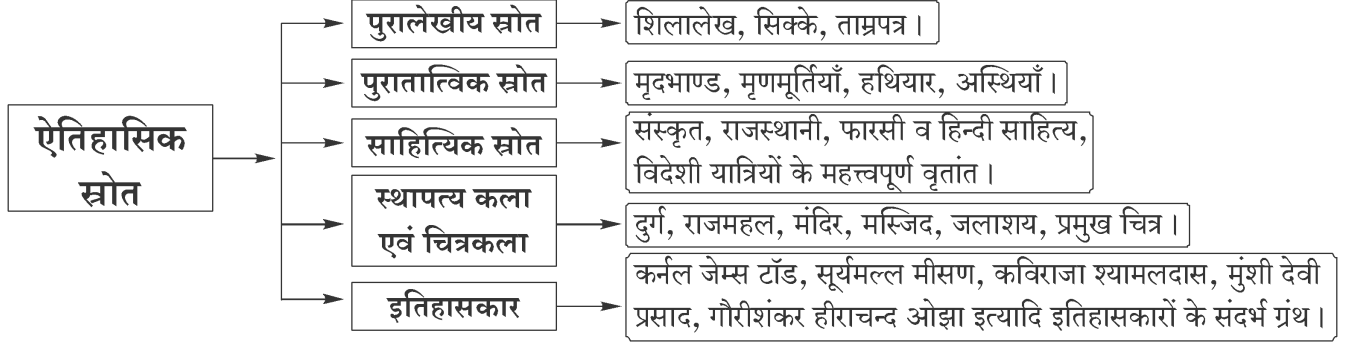 ऐतिहासिक
स्रोत
पुरालेखीय स्रोत
शिलालेख, सिक्के, ताम्रपत्र।
पुरातात्विक स्रोत
मृदभाण्ड, मृणमूर्तियाँ, हथियार, अस्थियाँ।
साहित्यिक स्रोत
संस्कृत, राजस्थानी, फारसी व हिन्दी साहित्य,
विदेशी यात्रियों के महत्त्वपूर्ण वृतांत।
स्थापत्य कला
एवं चित्रकला
दुर्ग, राजमहल, मंदिर, मस्जिद, जलाशय, प्रमुख चित्र।
इतिहासकार
कर्नल जेम्स टॉड, सूर्यमल्ल मीसण, कविराजा श्यामलदास, मुंशी देवी
प्रसाद, गौरीशंकर हीराचन्द ओझा इत्यादि इतिहासकारों के संदर्भ ग्रंथ।